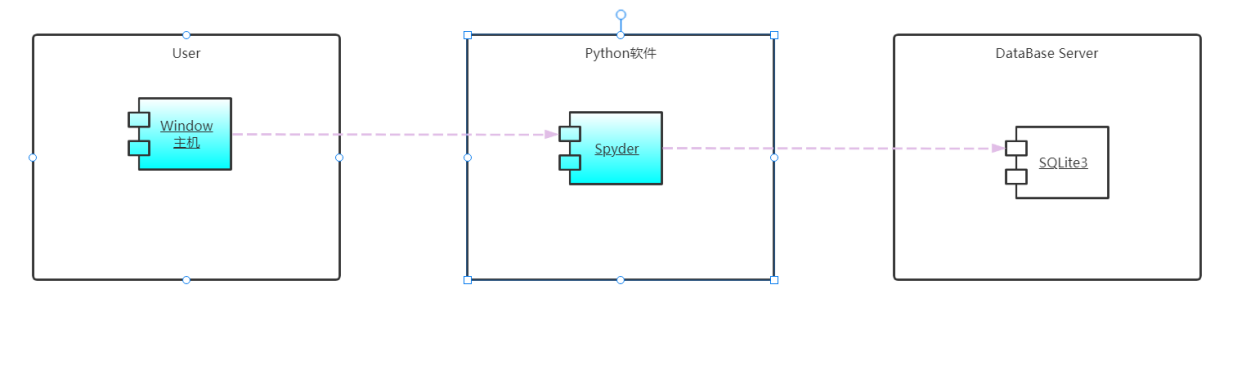 User
Python软件
DataBase Server
Window
主机
Spyder
SQLite3